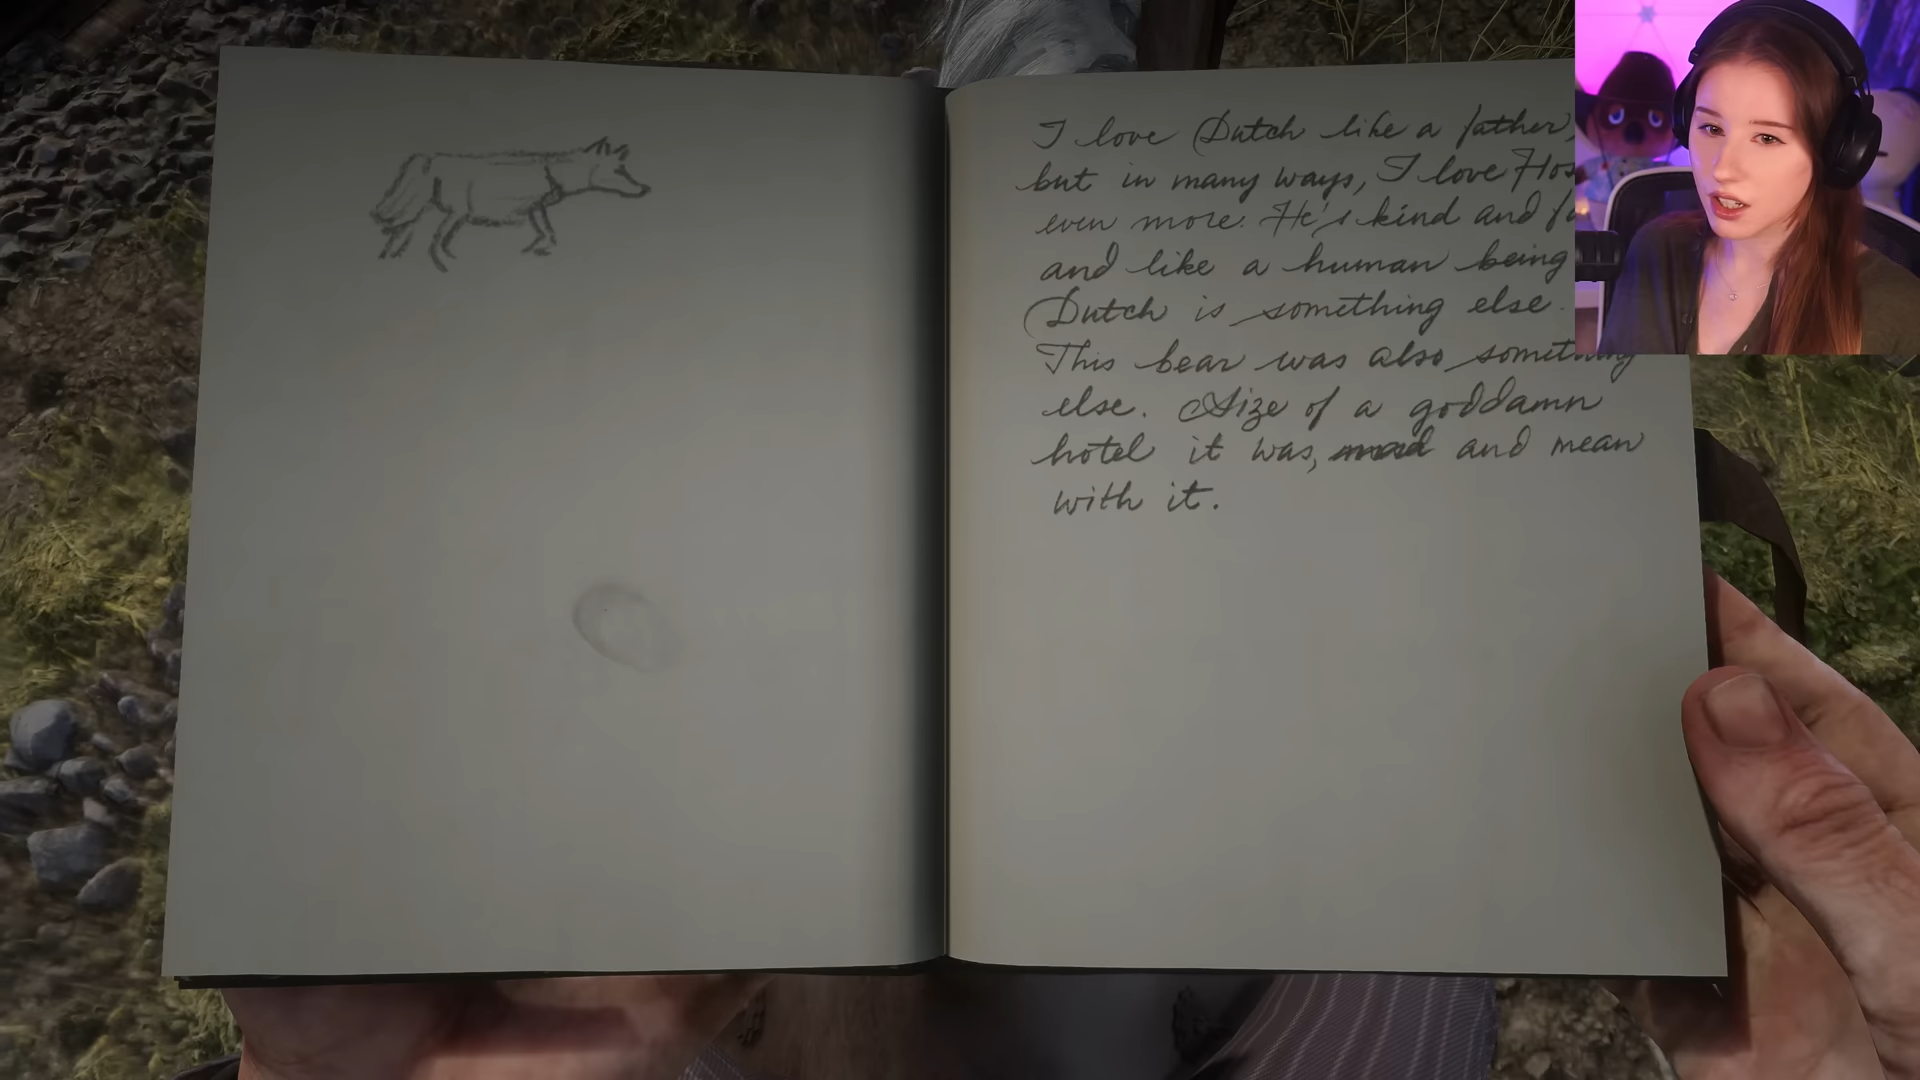 I love Dutch like a father,
but in many ways, I love
even more. He's kind and
and like a human being
Dutch is something else.
This bear was also something
else. Size of a goddamn
hotel it was, and mean
with it.